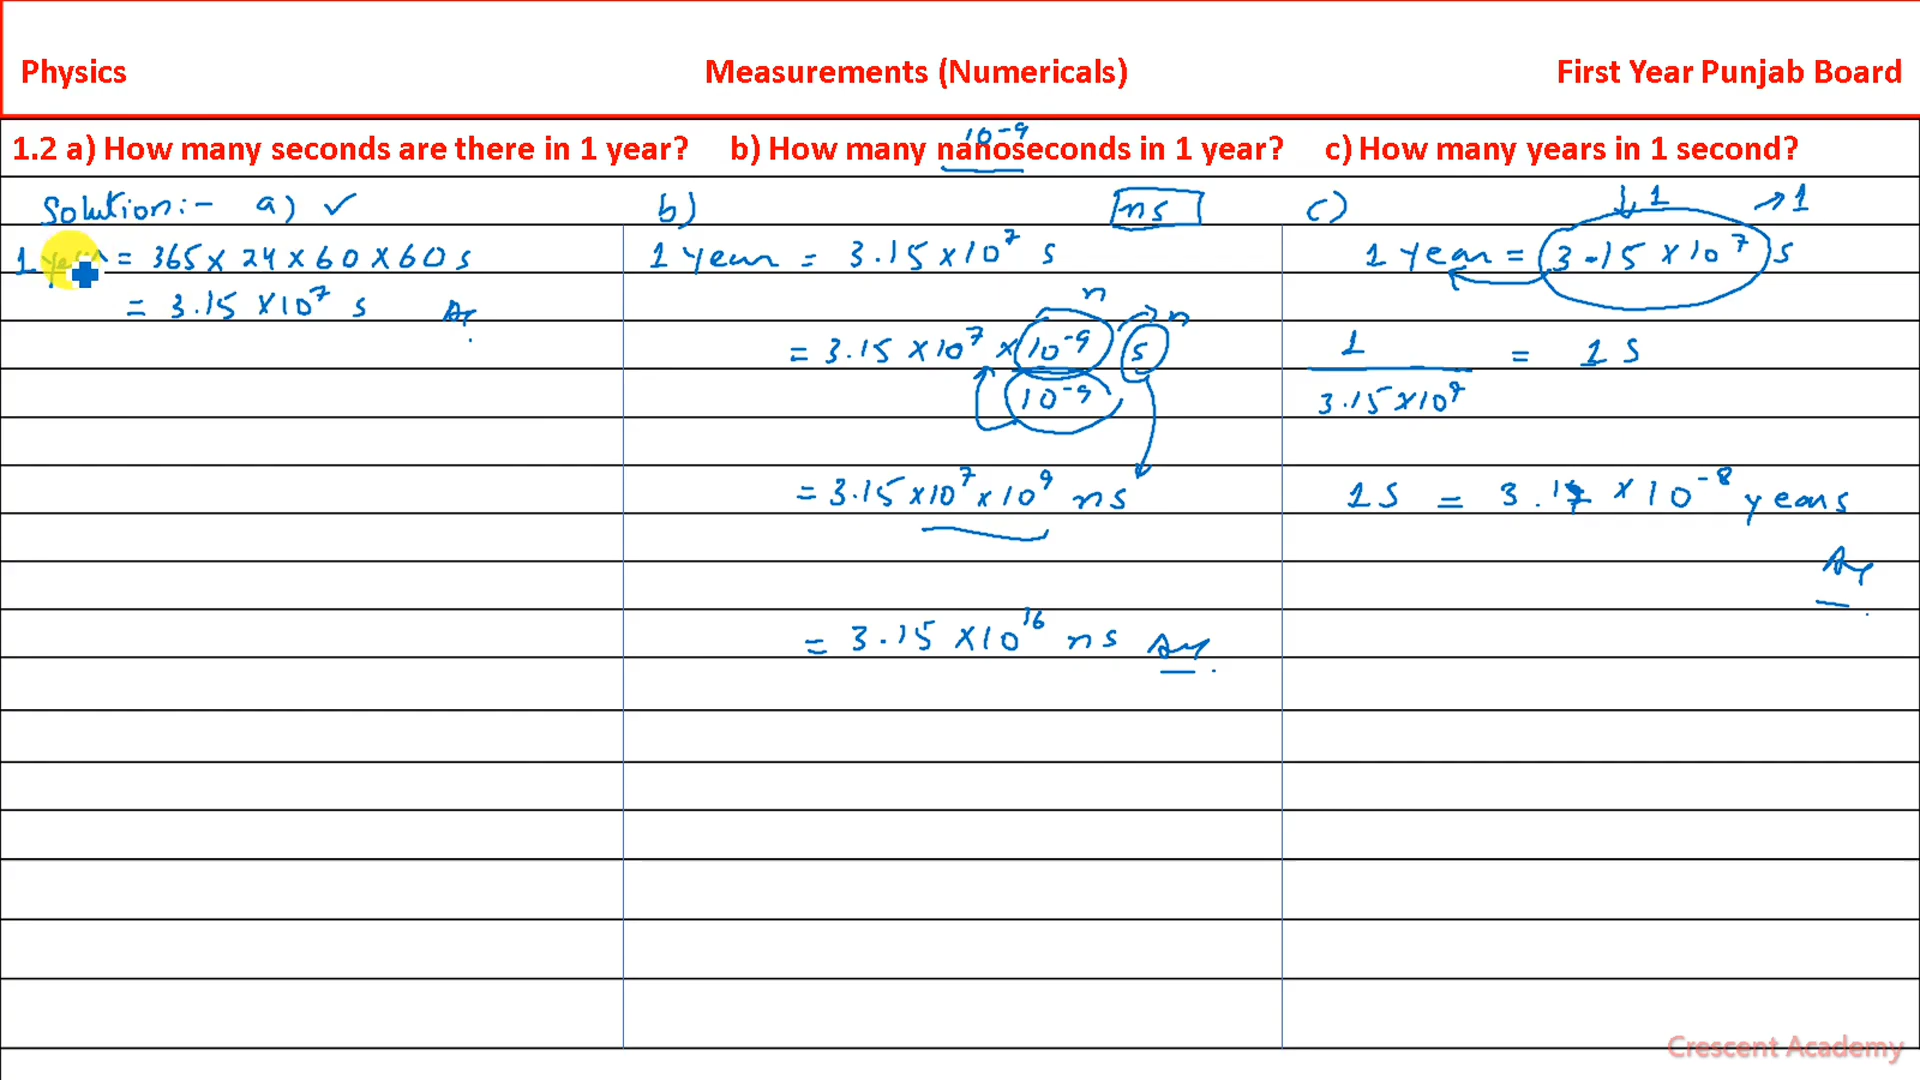 Physics Measurements (Numericals) First Year Punjab Board
10⁻⁹
1.2 a) How many seconds are there in 1 year? b) How many nanoseconds in 1 year? c) How many years in 1 second?
Solution:- a) ✓
1 year = 365 × 24 × 60 × 60 s
= 3.15 × 10⁷ s
b) ns
1 year = 3.15 × 10⁷ s
n n
= 3.15 × 10⁷ × 10⁻⁹ s
10⁻⁹
= 3.15 × 10⁷ × 10⁹ ns
= 3.15 × 10¹⁶ ns
c) ↓ 1 → 1
1 year = 3.15 × 10⁷ s
1 = 1 s
3.15 × 10⁷
1 s = 3.17 × 10⁻⁸ years
Crescent Academy